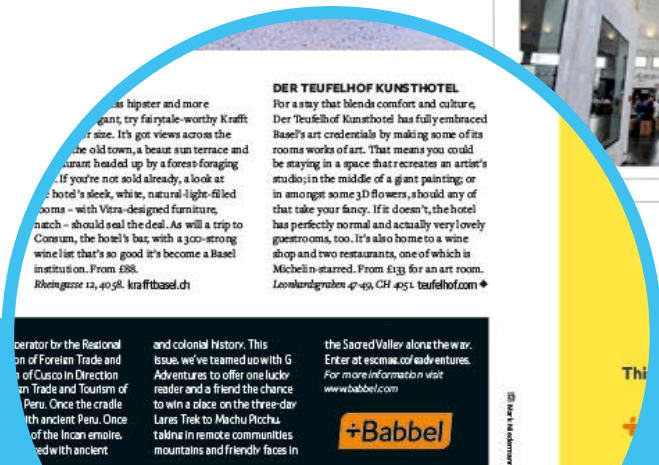 ss hipster and more
gant, try fairytale-worthy Krafft
r size. It's got views across the
the old town, a beaut sun terrace and
urant headed up by a forest-foraging
. If you're not sold already, a look at
hotel's sleek, white, natural-light-filled
ooms – with Vitra-designed furniture,
natch – should seal the deal. As will a trip to
Consum, the hotel's bar, with a 300-strong
wine list that's so good it's become a Basel
institution. From £88.
Rheingasse 12, 4058. krafftbasel.ch
DER TEUFELHOF KUNSTHOTEL
For a stay that blends comfort and culture,
Der Teufelhof Kunsthotel has fully embraced
Basel's art credentials by making some of its
rooms works of art. That means you could
be staying in a space that recreates an artist's
studio; in the middle of a giant painting; or
in amongst some 3D flowers, should any of
that take your fancy. If it doesn't, the hotel
has perfectly normal and actually very lovely
guestrooms, too. It's also home to a wine
shop and two restaurants, one of which is
Michelin-starred. From £133 for an art room.
Leonhardsgraben 47-49, CH 4051. teufelhof.com ◆
perator by the Regional
on of Foreign Trade and
of Cusco in Direction
gn Trade and Tourism of
Peru. Once the cradle
th ancient Peru. Once
of the Incan empire,
ed with ancient
and colonial history. This
issue, we've teamed up with G
Adventures to offer one lucky
reader and a friend the chance
to win a place on the three-day
Lares Trek to Machu Picchu,
taking in remote communities
mountains and friendly faces in
the Sacred Valley along the way.
Enter at escmag.co/gadventures.
For more information visit
www.babbel.com
+Babbel
Mark Niedermann
Thi